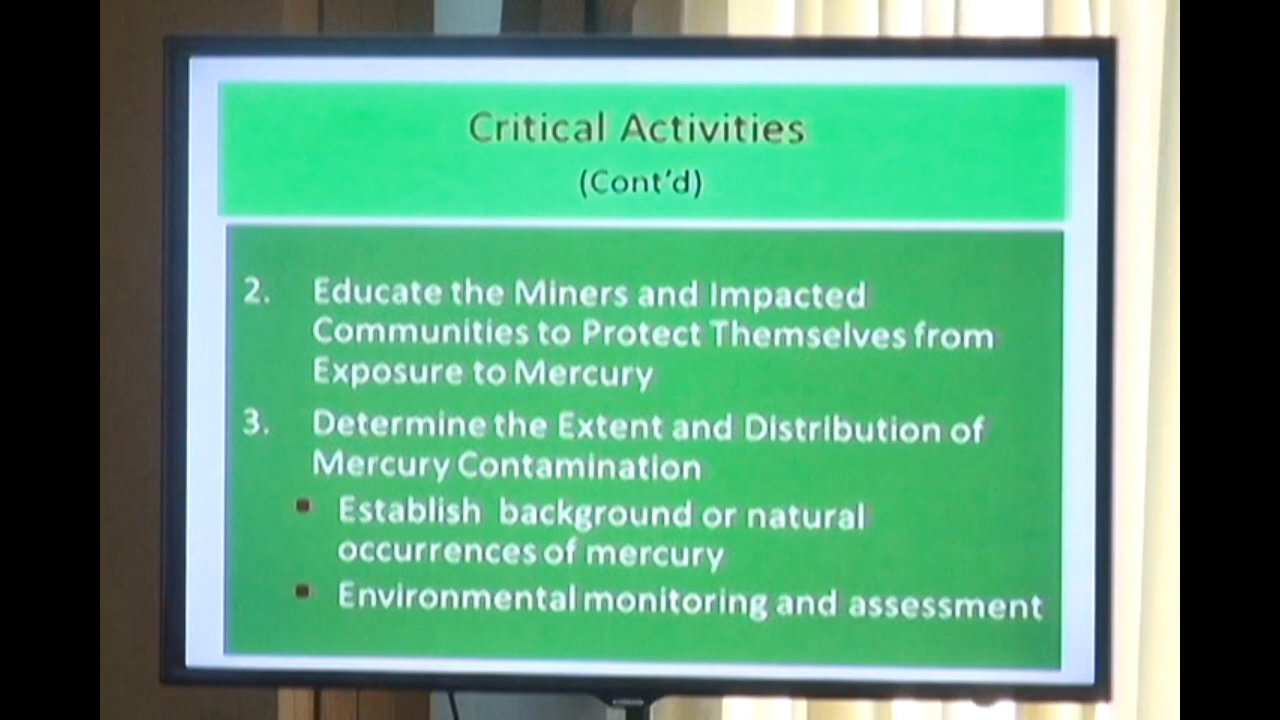 Critical Activities
(Cont'd)
2. Educate the Miners and Impacted
Communities to Protect Themselves from
Exposure to Mercury
3. Determine the Extent and Distribution of
Mercury Contamination
▪ Establish background or natural
occurrences of mercury
▪ Environmental monitoring and assessment